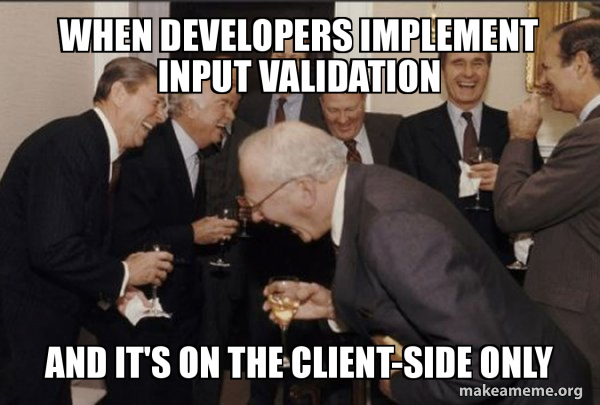 WHEN DEVELOPERS IMPLEMENT
INPUT VALIDATION
AND IT'S ON THE CLIENT-SIDE ONLY
makeameme.org